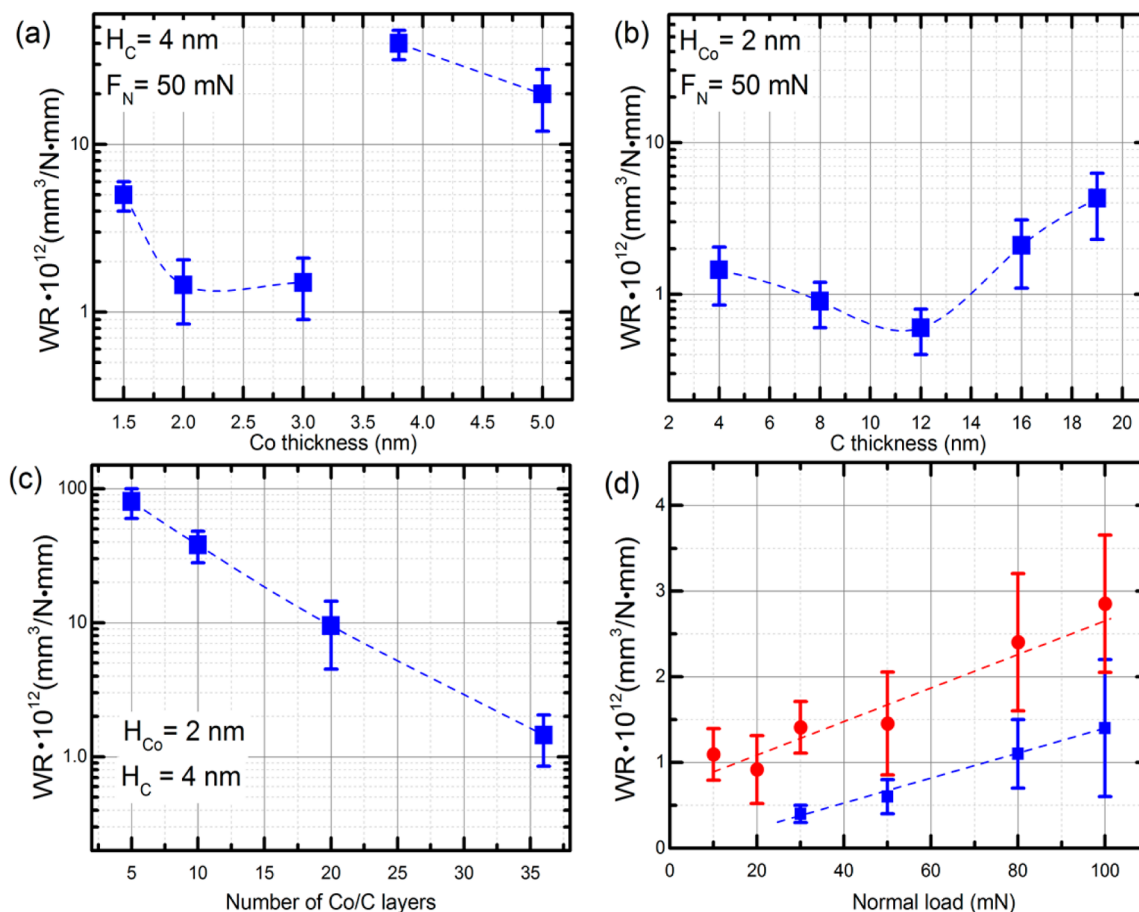 (a)
H_C= 4 nm
F_N= 50 mN
10
1
WR•10^12(mm^3/N•mm)
1.5 2.0 2.5 3.0 3.5 4.0 4.5 5.0
Co thickness (nm)
(b)
H_Co= 2 nm
F_N= 50 mN
10
1
WR•10^12(mm^3/N•mm)
2 4 6 8 10 12 14 16 18 20
C thickness (nm)
(c)
100
10
1.0
WR•10^12(mm^3/N•mm)
H_Co= 2 nm
H_C= 4 nm
5 10 15 20 25 30 35
Number of Co/C layers
(d)
4
3
2
1
0
WR•10^12(mm^3/N•mm)
0 20 40 60 80 100
Normal load (mN)